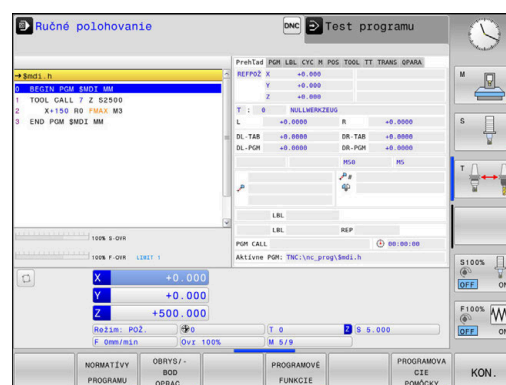 Ručné polohovanie
DNC
Test programu
→$mdi.h
0 BEGIN PGM $MDI MM
1 TOOL CALL 7 Z S2500
2 X+150 R0 FMAX M3
3 END PGM $MDI MM
100% S-OVR
100% F-OVR LIMIT 1
Prehľad PGM LBL CYC M POS TOOL TT TRANS QPARA
REFPOŽ X +0.000
Y +0.000
Z +0.000
T : 0 NULLWERKZEUG
L +0.0000 R +0.0000
DL-TAB +0.0000 DR-TAB +0.0000
DL-PGM +0.0000 DR-PGM +0.0000
M50 M5
P#
LBL
LBL REP
PGM CALL 00:00:00
Aktívne PGM: TNC:\nc_prog\$mdi.h
X +0.000
Y +0.000
Z +500.000
Režim: POŽ. 0 T 0 Z S 5.000
F 0mm/min Ovr 100% M 5/9
M
S
T
S100%
OFF ON
F100%
OFF ON
NORMATÍVY
PROGRAMU
OBRYS/-
BOD
OPRAC.
PROGRAMOVÉ
FUNKCIE
PROGRAMOVA
CIE
POMÔCKY
KON.